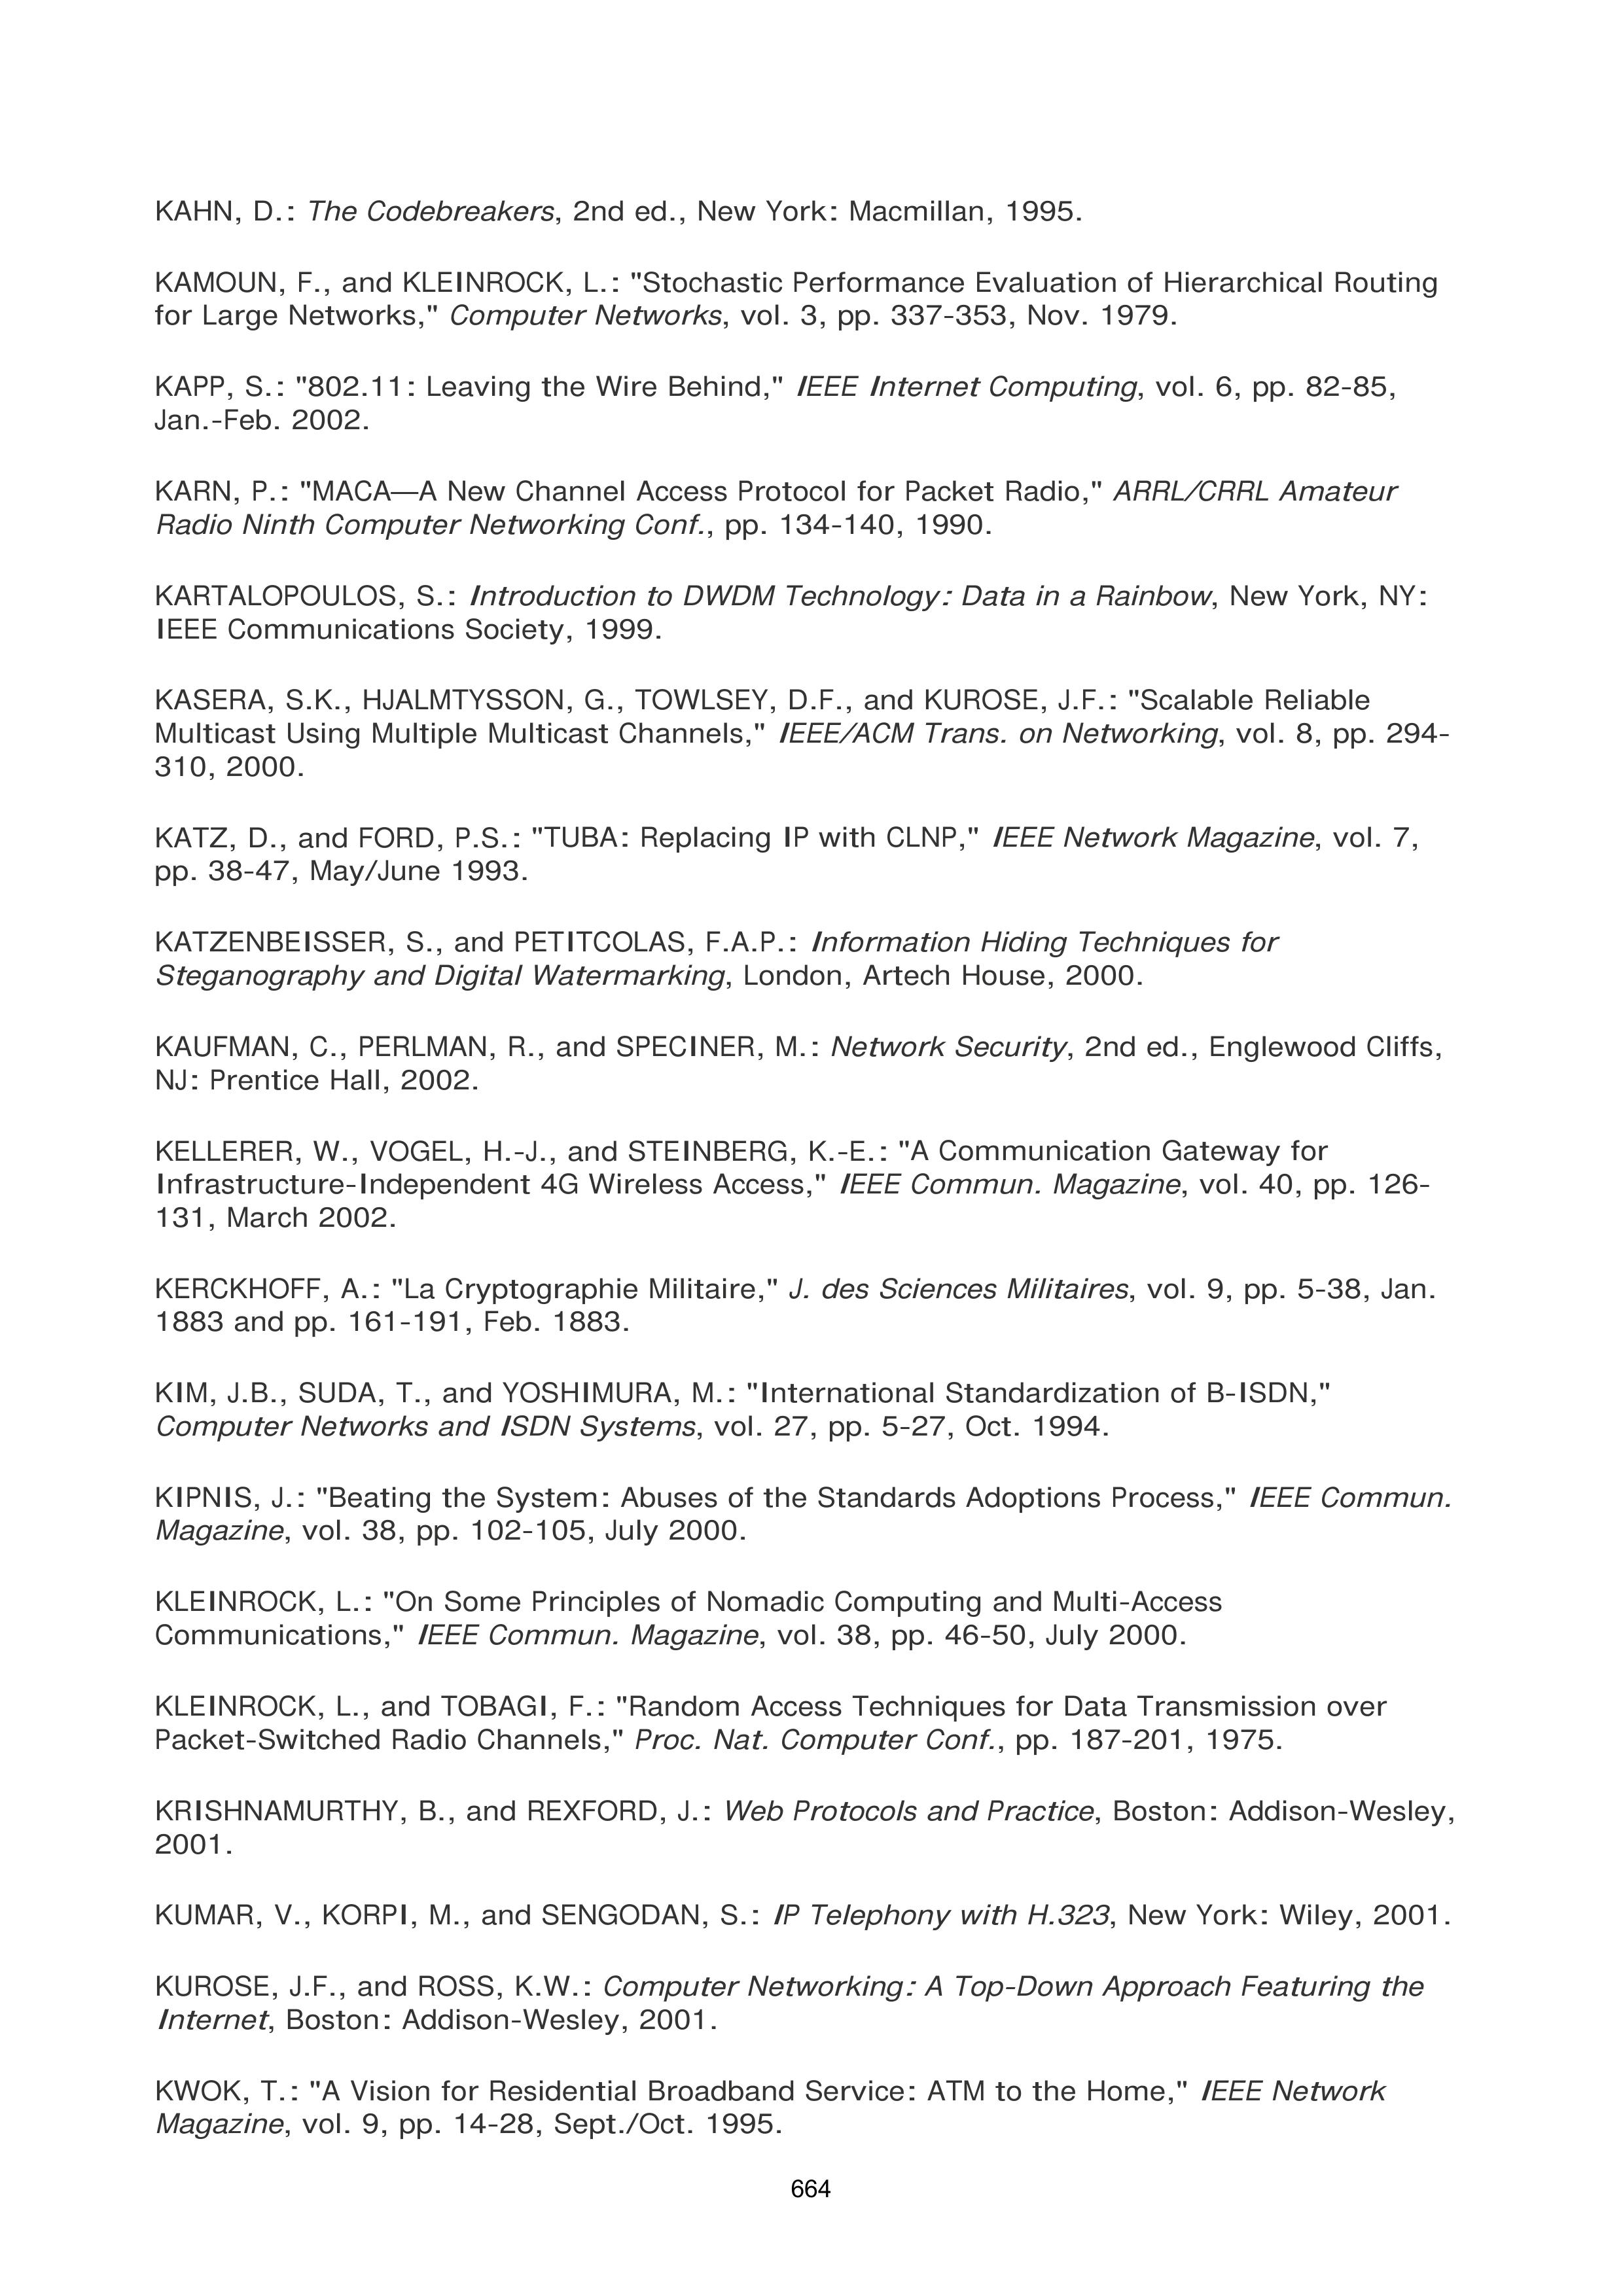 KAHN, D.: The Codebreakers, 2nd ed., New York: Macmillan, 1995.
KAMOUN, F., and KLEINROCK, L.: "Stochastic Performance Evaluation of Hierarchical Routing
for Large Networks," Computer Networks, vol. 3, pp. 337-353, Nov. 1979.
KAPP, S.: "802.11: Leaving the Wire Behind," IEEE Internet Computing, vol. 6, pp. 82-85,
Jan.-Feb. 2002.
KARN, P.: "MACA—A New Channel Access Protocol for Packet Radio," ARRL/CRRL Amateur
Radio Ninth Computer Networking Conf., pp. 134-140, 1990.
KARTALOPOULOS, S.: Introduction to DWDM Technology: Data in a Rainbow, New York, NY:
IEEE Communications Society, 1999.
KASERA, S.K., HJALMTYSSON, G., TOWLSEY, D.F., and KUROSE, J.F.: "Scalable Reliable
Multicast Using Multiple Multicast Channels," IEEE/ACM Trans. on Networking, vol. 8, pp. 294-
310, 2000.
KATZ, D., and FORD, P.S.: "TUBA: Replacing IP with CLNP," IEEE Network Magazine, vol. 7,
pp. 38-47, May/June 1993.
KATZENBEISSER, S., and PETITCOLAS, F.A.P.: Information Hiding Techniques for
Steganography and Digital Watermarking, London, Artech House, 2000.
KAUFMAN, C., PERLMAN, R., and SPECINER, M.: Network Security, 2nd ed., Englewood Cliffs,
NJ: Prentice Hall, 2002.
KELLERER, W., VOGEL, H.-J., and STEINBERG, K.-E.: "A Communication Gateway for
Infrastructure-Independent 4G Wireless Access," IEEE Commun. Magazine, vol. 40, pp. 126-
131, March 2002.
KERCKHOFF, A.: "La Cryptographie Militaire," J. des Sciences Militaires, vol. 9, pp. 5-38, Jan.
1883 and pp. 161-191, Feb. 1883.
KIM, J.B., SUDA, T., and YOSHIMURA, M.: "International Standardization of B-ISDN,"
Computer Networks and ISDN Systems, vol. 27, pp. 5-27, Oct. 1994.
KIPNIS, J.: "Beating the System: Abuses of the Standards Adoptions Process," IEEE Commun.
Magazine, vol. 38, pp. 102-105, July 2000.
KLEINROCK, L.: "On Some Principles of Nomadic Computing and Multi-Access
Communications," IEEE Commun. Magazine, vol. 38, pp. 46-50, July 2000.
KLEINROCK, L., and TOBAGI, F.: "Random Access Techniques for Data Transmission over
Packet-Switched Radio Channels," Proc. Nat. Computer Conf., pp. 187-201, 1975.
KRISHNAMURTHY, B., and REXFORD, J.: Web Protocols and Practice, Boston: Addison-Wesley,
2001.
KUMAR, V., KORPI, M., and SENGODAN, S.: IP Telephony with H.323, New York: Wiley, 2001.
KUROSE, J.F., and ROSS, K.W.: Computer Networking: A Top-Down Approach Featuring the
Internet, Boston: Addison-Wesley, 2001.
KWOK, T.: "A Vision for Residential Broadband Service: ATM to the Home," IEEE Network
Magazine, vol. 9, pp. 14-28, Sept./Oct. 1995.
664